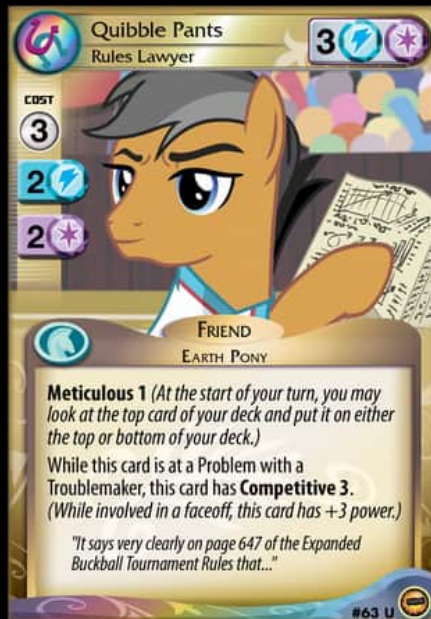 Quibble Pants
Rules Lawyer
3
COST
3
2
2
FRIEND
EARTH PONY
Meticulous 1 (At the start of your turn, you may
look at the top card of your deck and put it on either
the top or bottom of your deck.)
While this card is at a Problem with a
Troublemaker, this card has Competitive 3.
(While involved in a faceoff, this card has +3 power.)
"It says very clearly on page 647 of the Expanded
Buckball Tournament Rules that..."
#63 U